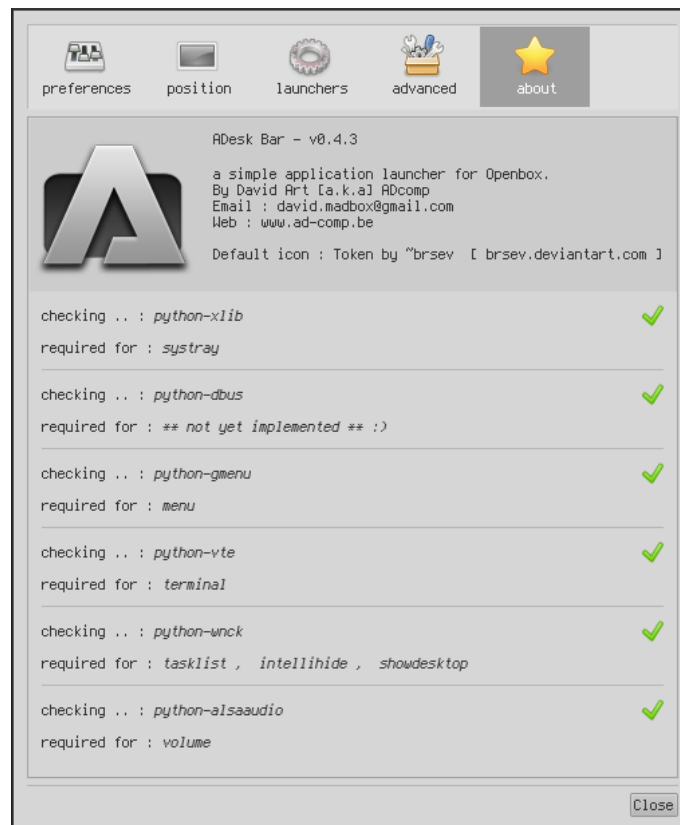 preferences position launchers advanced about
ADesk Bar - v0.4.3
a simple application launcher for Openbox.
By David Art [a.k.a] ADcomp
Email : david.madbox@gmail.com
Web : www.ad-comp.be
Default icon : Token by ~brsev [ brsev.deviantart.com ]
checking .. : python-xlib
required for : systray
checking .. : python-dbus
required for : ** not yet implemented ** :)
checking .. : python-gmenu
required for : menu
checking .. : python-vte
required for : terminal
checking .. : python-wnck
required for : tasklist , intellihide , showdesktop
checking .. : python-alsaaudio
required for : volume
Close